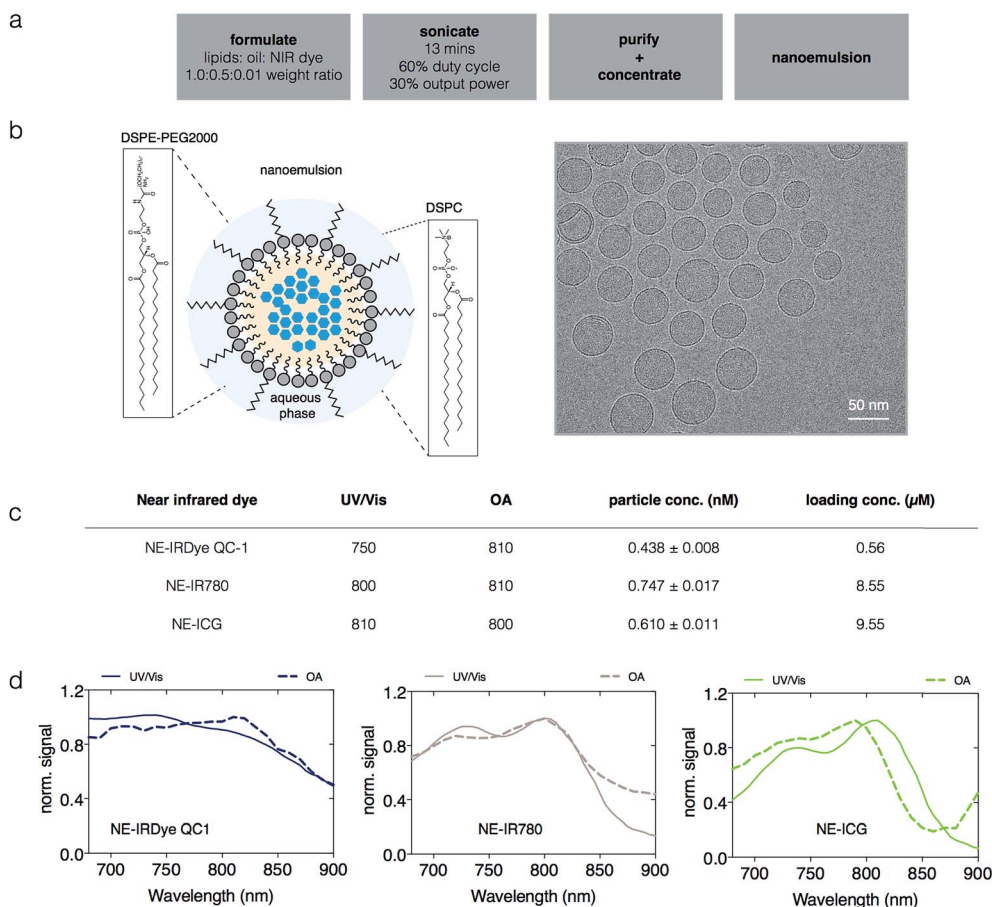 a
formulate
lipids: oil: NIR dye
1.0:0.5:0.01 weight ratio
sonicate
13 mins
60% duty cycle
30% output power
purify
+
concentrate
nanoemulsion
b
DSPE-PEG2000
nanoemulsion
DSPC
aqueous
phase
50 nm
c
Near infrared dye UV/Vis OA particle conc. (nM) loading conc. (µM)
NE-IRDye QC-1 750 810 0.438 ± 0.008 0.56
NE-IR780 800 810 0.747 ± 0.017 8.55
NE-ICG 810 800 0.610 ± 0.011 9.55
d
UV/Vis OA
norm. signal
1.2
0.8
0.4
0.0
NE-IRDye QC1
700 750 800 850 900
Wavelength (nm)
UV/Vis OA
norm. signal
1.2
0.8
0.4
0.0
NE-IR780
700 750 800 850 900
Wavelength (nm)
UV/Vis OA
norm. signal
1.2
0.8
0.4
0.0
NE-ICG
700 750 800 850 900
Wavelength (nm)